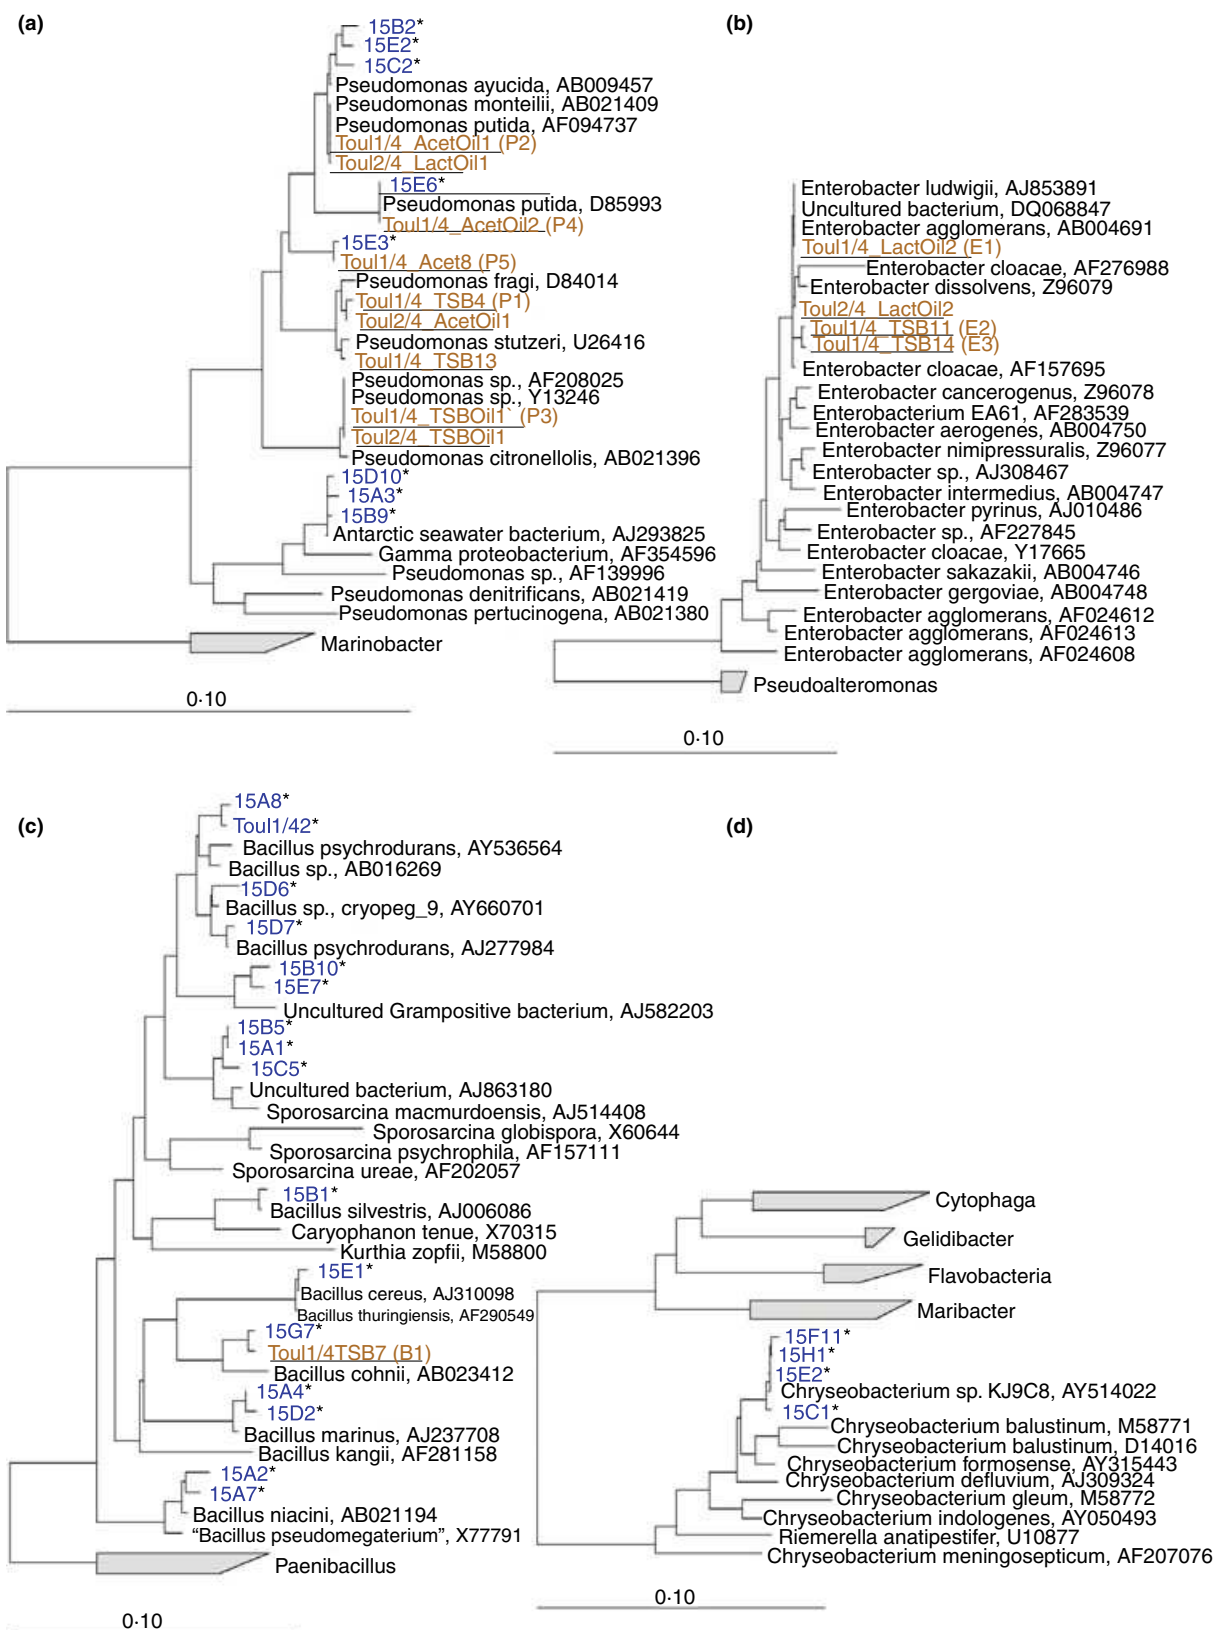 (a)
15B2*
15E2*
15C2*
Pseudomonas ayucida, AB009457
Pseudomonas monteilii, AB021409
Pseudomonas putida, AF094737
Toul1/4_AcetOil1 (P2)
Toul2/4_LactOil1
15E6*
Pseudomonas putida, D85993
Toul1/4_AcetOil2 (P4)
15E3*
Toul1/4_Acet8 (P5)
Pseudomonas fragi, D84014
Toul1/4_TSB4 (P1)
Toul2/4_AcetOil1
Pseudomonas stutzeri, U26416
Toul1/4_TSB13
Pseudomonas sp., AF208025
Pseudomonas sp., Y13246
Toul1/4_TSBOil1` (P3)
Toul2/4_TSBOil1
Pseudomonas citronellolis, AB021396
15D10*
15A3*
15B9*
Antarctic seawater bacterium, AJ293825
Gamma proteobacterium, AF354596
Pseudomonas sp., AF139996
Pseudomonas denitrificans, AB021419
Pseudomonas pertucinogena, AB021380
Marinobacter
0·10
(b)
Enterobacter ludwigii, AJ853891
Uncultured bacterium, DQ068847
Enterobacter agglomerans, AB004691
Toul1/4_LactOil2 (E1)
Enterobacter cloacae, AF276988
Enterobacter dissolvens, Z96079
Toul2/4_LactOil2
Toul1/4_TSB11 (E2)
Toul1/4_TSB14 (E3)
Enterobacter cloacae, AF157695
Enterobacter cancerogenus, Z96078
Enterobacterium EA61, AF283539
Enterobacter aerogenes, AB004750
Enterobacter nimipressuralis, Z96077
Enterobacter sp., AJ308467
Enterobacter intermedius, AB004747
Enterobacter pyrinus, AJ010486
Enterobacter sp., AF227845
Enterobacter cloacae, Y17665
Enterobacter sakazakii, AB004746
Enterobacter gergoviae, AB004748
Enterobacter agglomerans, AF024612
Enterobacter agglomerans, AF024613
Enterobacter agglomerans, AF024608
Pseudoalteromonas
0·10
(c)
15A8*
Toul1/42*
Bacillus psychrodurans, AY536564
Bacillus sp., AB016269
15D6*
Bacillus sp., cryopeg_9, AY660701
15D7*
Bacillus psychrodurans, AJ277984
15B10*
15E7*
Uncultured Grampositive bacterium, AJ582203
15B5*
15A1*
15C5*
Uncultured bacterium, AJ863180
Sporosarcina macmurdoensis, AJ514408
Sporosarcina globispora, X60644
Sporosarcina psychrophila, AF157111
Sporosarcina ureae, AF202057
15B1*
Bacillus silvestris, AJ006086
Caryophanon tenue, X70315
Kurthia zopfii, M58800
15E1*
Bacillus cereus, AJ310098
Bacillus thuringiensis, AF290549
15G7*
Toul1/4TSB7 (B1)
Bacillus cohnii, AB023412
15A4*
15D2*
Bacillus marinus, AJ237708
Bacillus kangii, AF281158
15A2*
15A7*
Bacillus niacini, AB021194
“Bacillus pseudomegaterium”, X77791
Paenibacillus
0·10
(d)
Cytophaga
Gelidibacter
Flavobacteria
Maribacter
15F11*
15H1*
15E2*
Chryseobacterium sp. KJ9C8, AY514022
15C1*
Chryseobacterium balustinum, M58771
Chryseobacterium balustinum, D14016
Chryseobacterium formosense, AY315443
Chryseobacterium defluvium, AJ309324
Chryseobacterium gleum, M58772
Chryseobacterium indologenes, AY050493
Riemerella anatipestifer, U10877
Chryseobacterium meningosepticum, AF207076
0·10